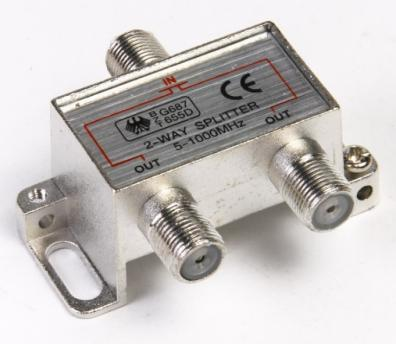 IN
B G687
Z
T 655D
CE
2-WAY SPLITTER
5-1000MHz
OUT
OUT